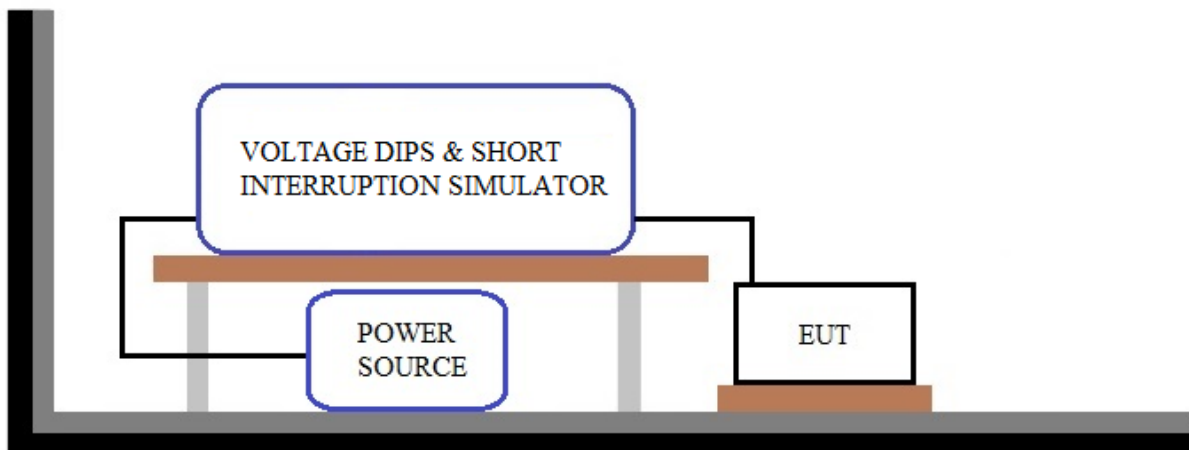 VOLTAGE DIPS & SHORT
INTERRUPTION SIMULATOR
POWER
SOURCE
EUT